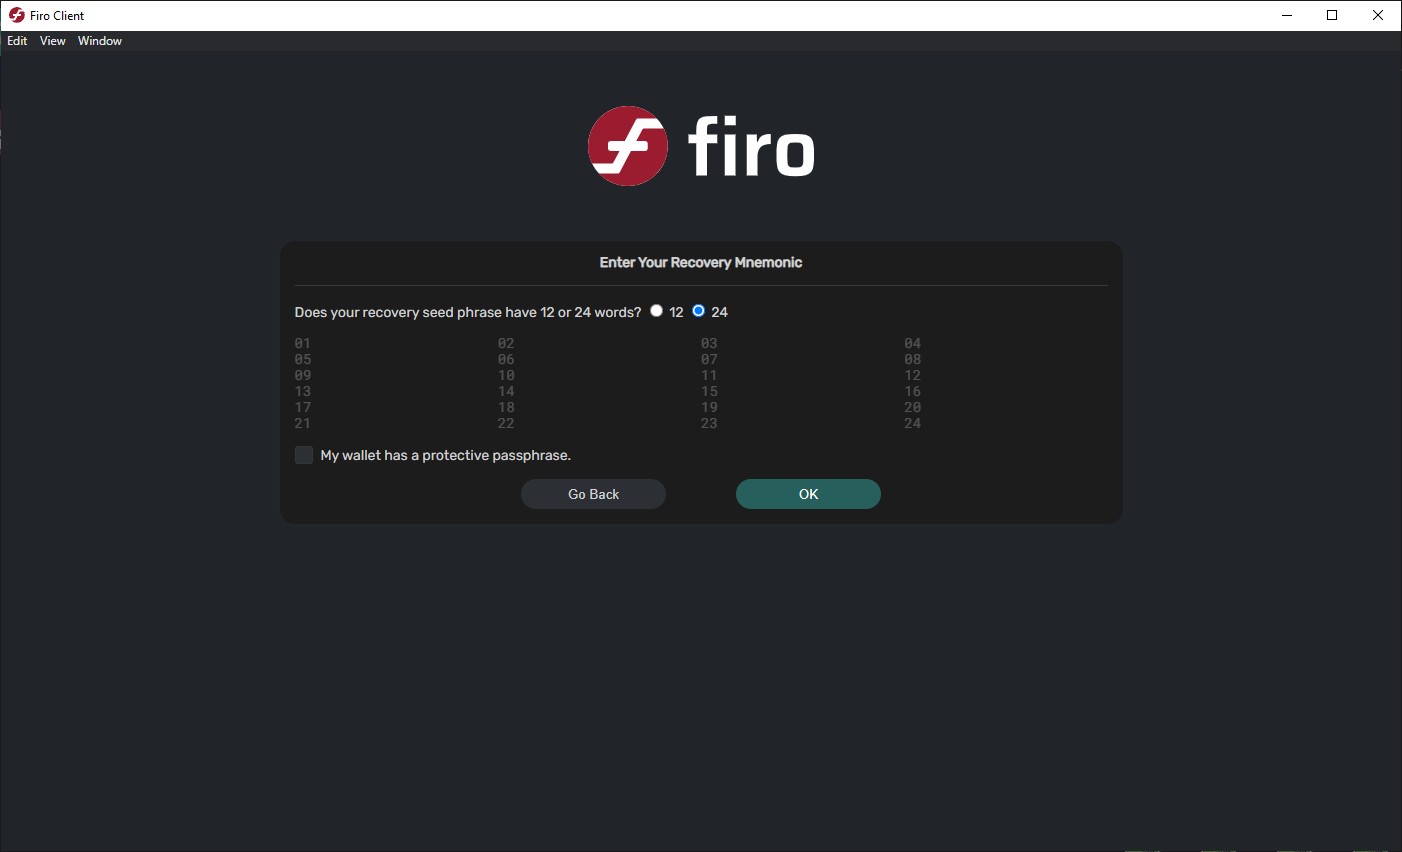 Firo Client
Edit View Window
firo
Enter Your Recovery Mnemonic
Does your recovery seed phrase have 12 or 24 words? 12 24
01 02 03 04
05 06 07 08
09 10 11 12
13 14 15 16
17 18 19 20
21 22 23 24
My wallet has a protective passphrase.
Go Back OK